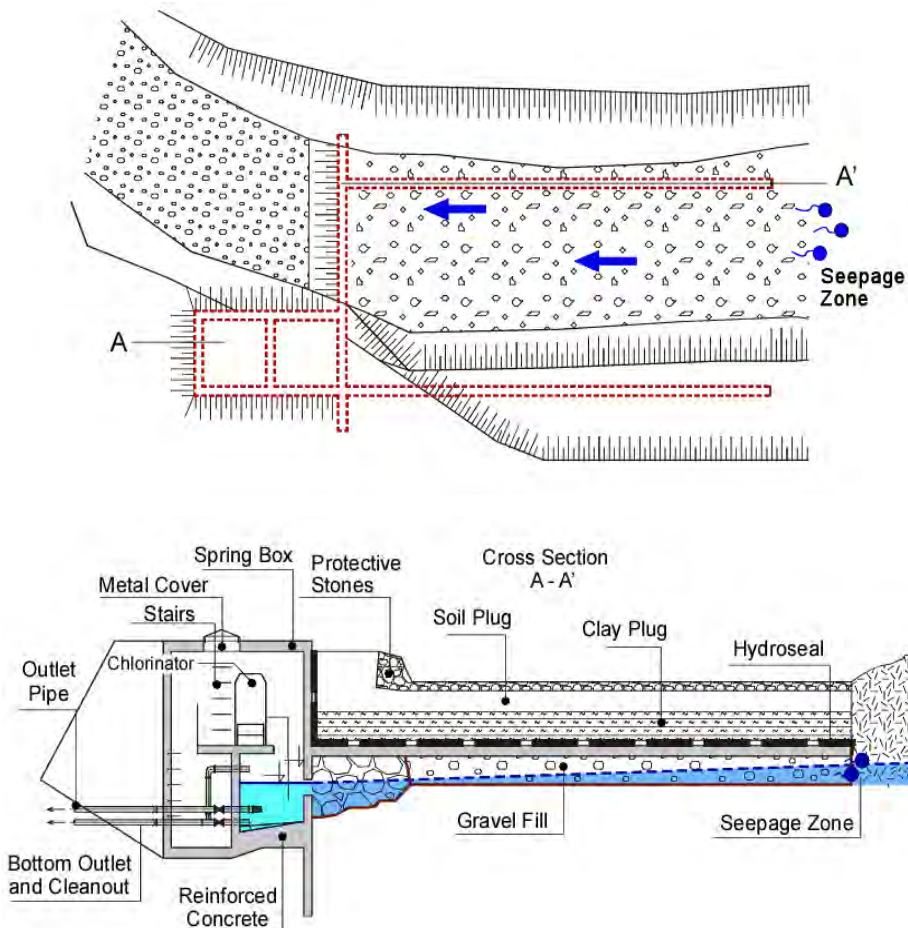 A'
Seepage
Zone
A
Cross Section
A - A'
Spring Box
Protective
Stones
Metal Cover
Stairs
Soil Plug
Clay Plug
Hydroseal
Outlet
Pipe
Chlorinator
Gravel Fill
Seepage Zone
Bottom Outlet
and Cleanout
Reinforced
Concrete